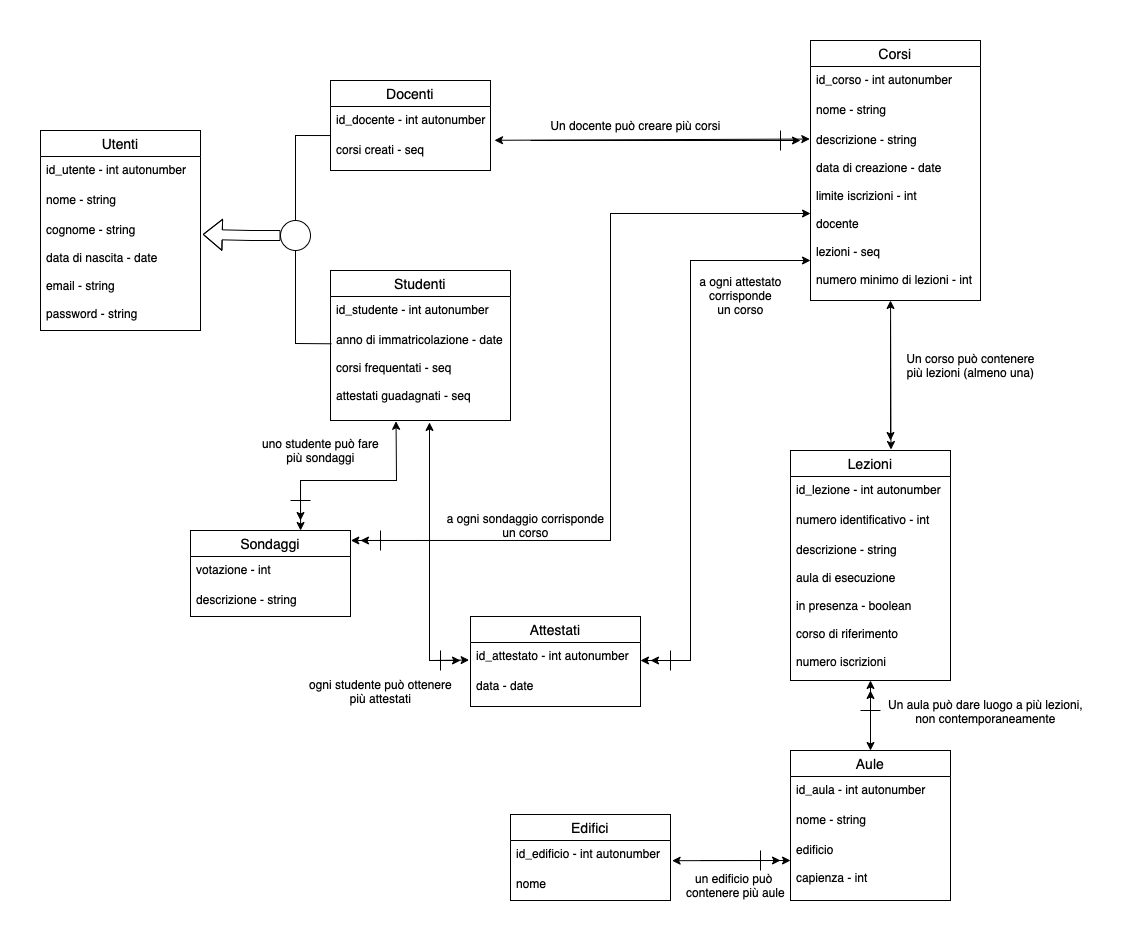 Utenti
id_utente - int autonumber
nome - string
cognome - string
data di nascita - date
email - string
password - string
Docenti
id_docente - int autonumber
corsi creati - seq
Un docente può creare più corsi
Corsi
id_corso - int autonumber
nome - string
descrizione - string
data di creazione - date
limite iscrizioni - int
docente
lezioni - seq
numero minimo di lezioni - int
Studenti
id_studente - int autonumber
anno di immatricolazione - date
corsi frequentati - seq
attestati guadagnati - seq
a ogni attestato
corrisponde
un corso
Un corso può contenere
più lezioni (almeno una)
uno studente può fare
più sondaggi
a ogni sondaggio corrisponde
un corso
Sondaggi
votazione - int
descrizione - string
Lezioni
id_lezione - int autonumber
numero identificativo - int
descrizione - string
aula di esecuzione
in presenza - boolean
corso di riferimento
numero iscrizioni
Attestati
id_attestato - int autonumber
data - date
ogni studente può ottenere
più attestati
Un aula può dare luogo a più lezioni,
non contemporaneamente
Aule
id_aula - int autonumber
nome - string
edificio
capienza - int
Edifici
id_edificio - int autonumber
nome
un edificio può
contenere più aule